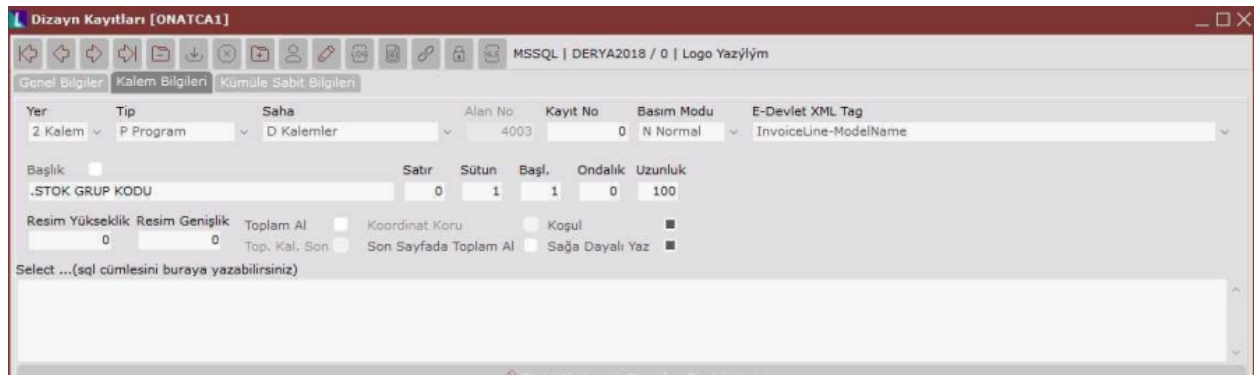 Dizayn Kayıtları [ONATCA1]
MSSQL | DERYA2018 / 0 | Logo Yazýlým
Genel Bilgiler Kalem Bilgileri Kümüle Sabit Bilgileri
Yer Tip Saha Alan No Kayıt No Basım Modu E-Devlet XML Tag
2 Kalem P Program D Kalemler 4003 0 N Normal InvoiceLine-ModelName
Başlık Satır Sütun Başl. Ondalık Uzunluk
.STOK GRUP KODU 0 1 1 0 100
Resim Yükseklik Resim Genişlik Toplam Al Koordinat Koru Koşul
0 0 Top. Kal. Son Son Sayfada Toplam Al Sağa Dayalı Yaz
Select ...(sql cümlesini buraya yazabilirsiniz)